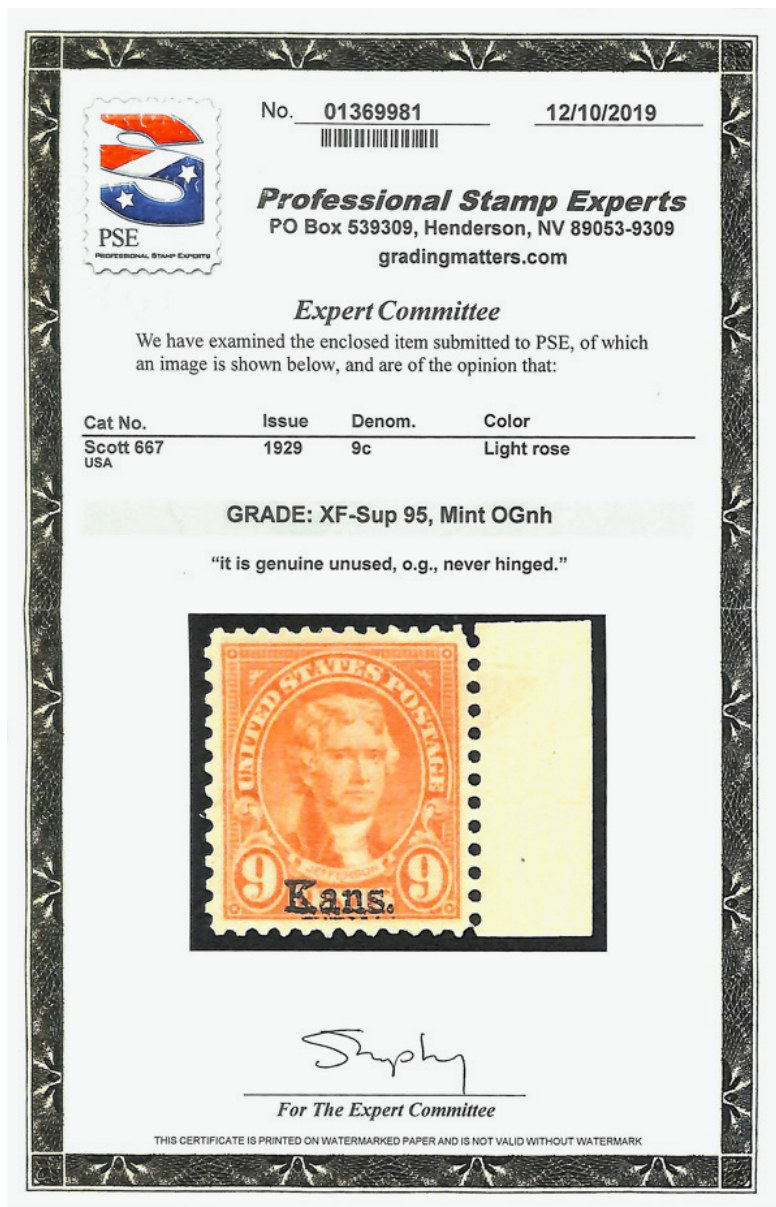 No. 01369981 12/10/2019
PSE
PROFESSIONAL STAMP EXPERTS
Professional Stamp Experts
PO Box 539309, Henderson, NV 89053-9309
gradingmatters.com
Expert Committee
We have examined the enclosed item submitted to PSE, of which
an image is shown below, and are of the opinion that:
Cat No. Issue Denom. Color
Scott 667 1929 9c Light rose
USA
GRADE: XF-Sup 95, Mint OGnh
“it is genuine unused, o.g., never hinged.”
UNITED STATES POSTAGE
JEFFERSON
9 Kans. 9
For The Expert Committee
THIS CERTIFICATE IS PRINTED ON WATERMARKED PAPER AND IS NOT VALID WITHOUT WATERMARK